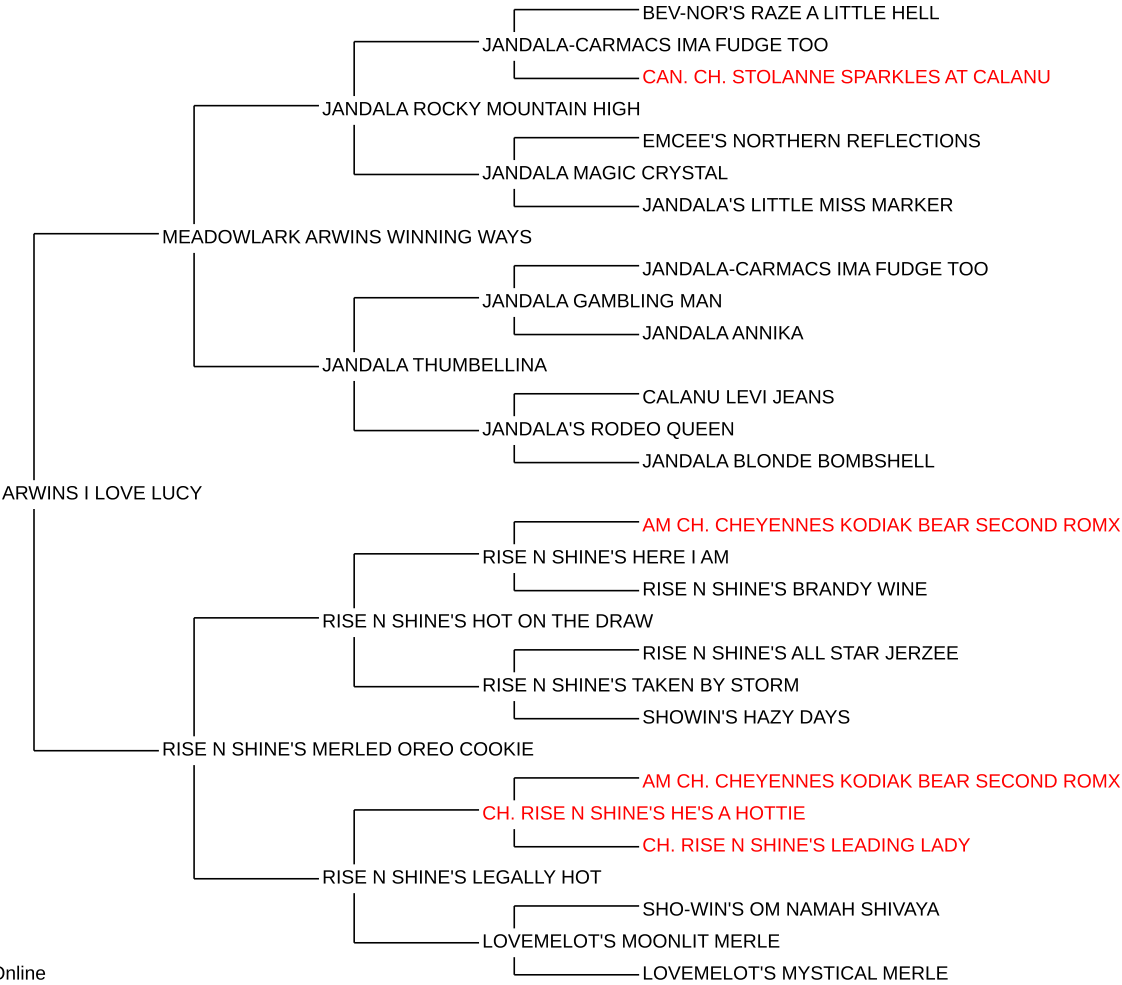 BEV-NOR'S RAZE A LITTLE HELL
JANDALA-CARMACS IMA FUDGE TOO
CAN. CH. STOLANNE SPARKLES AT CALANU
JANDALA ROCKY MOUNTAIN HIGH
EMCEE'S NORTHERN REFLECTIONS
JANDALA MAGIC CRYSTAL
JANDALA'S LITTLE MISS MARKER
MEADOWLARK ARWINS WINNING WAYS
JANDALA-CARMACS IMA FUDGE TOO
JANDALA GAMBLING MAN
JANDALA ANNIKA
JANDALA THUMBELLINA
CALANU LEVI JEANS
JANDALA'S RODEO QUEEN
JANDALA BLONDE BOMBSHELL
ARWINS I LOVE LUCY
AM CH. CHEYENNES KODIAK BEAR SECOND ROMX
RISE N SHINE'S HERE I AM
RISE N SHINE'S BRANDY WINE
RISE N SHINE'S HOT ON THE DRAW
RISE N SHINE'S ALL STAR JERZEE
RISE N SHINE'S TAKEN BY STORM
SHOWIN'S HAZY DAYS
RISE N SHINE'S MERLED OREO COOKIE
AM CH. CHEYENNES KODIAK BEAR SECOND ROMX
CH. RISE N SHINE'S HE'S A HOTTIE
CH. RISE N SHINE'S LEADING LADY
RISE N SHINE'S LEGALLY HOT
SHO-WIN'S OM NAMAH SHIVAYA
LOVEMELOT'S MOONLIT MERLE
LOVEMELOT'S MYSTICAL MERLE
Online